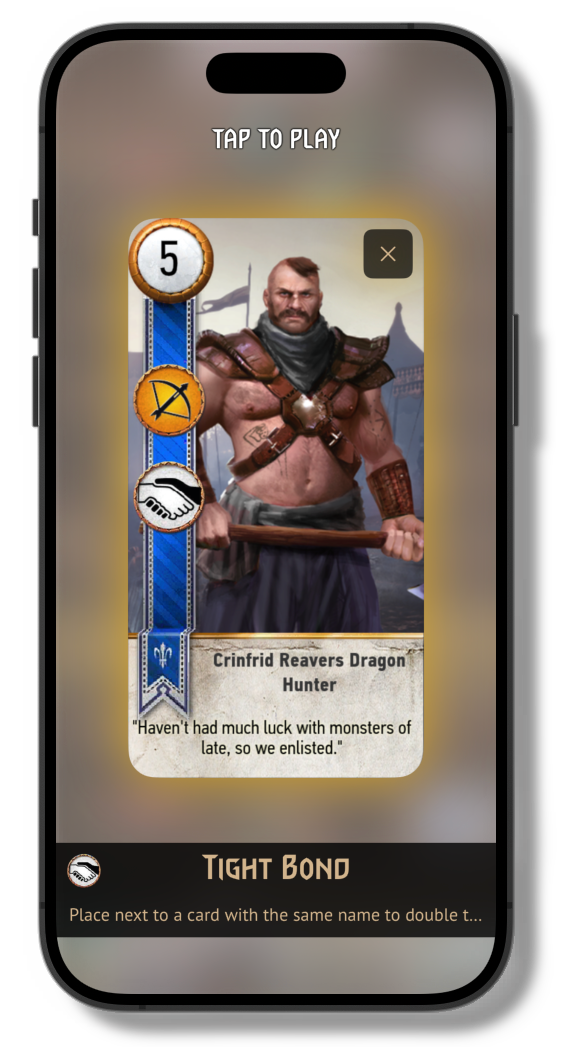 TAP TO PLAY
5
Crinfrid Reavers Dragon
Hunter
"Haven't had much luck with monsters of
late, so we enlisted."
TIGHT BOND
Place next to a card with the same name to double t...